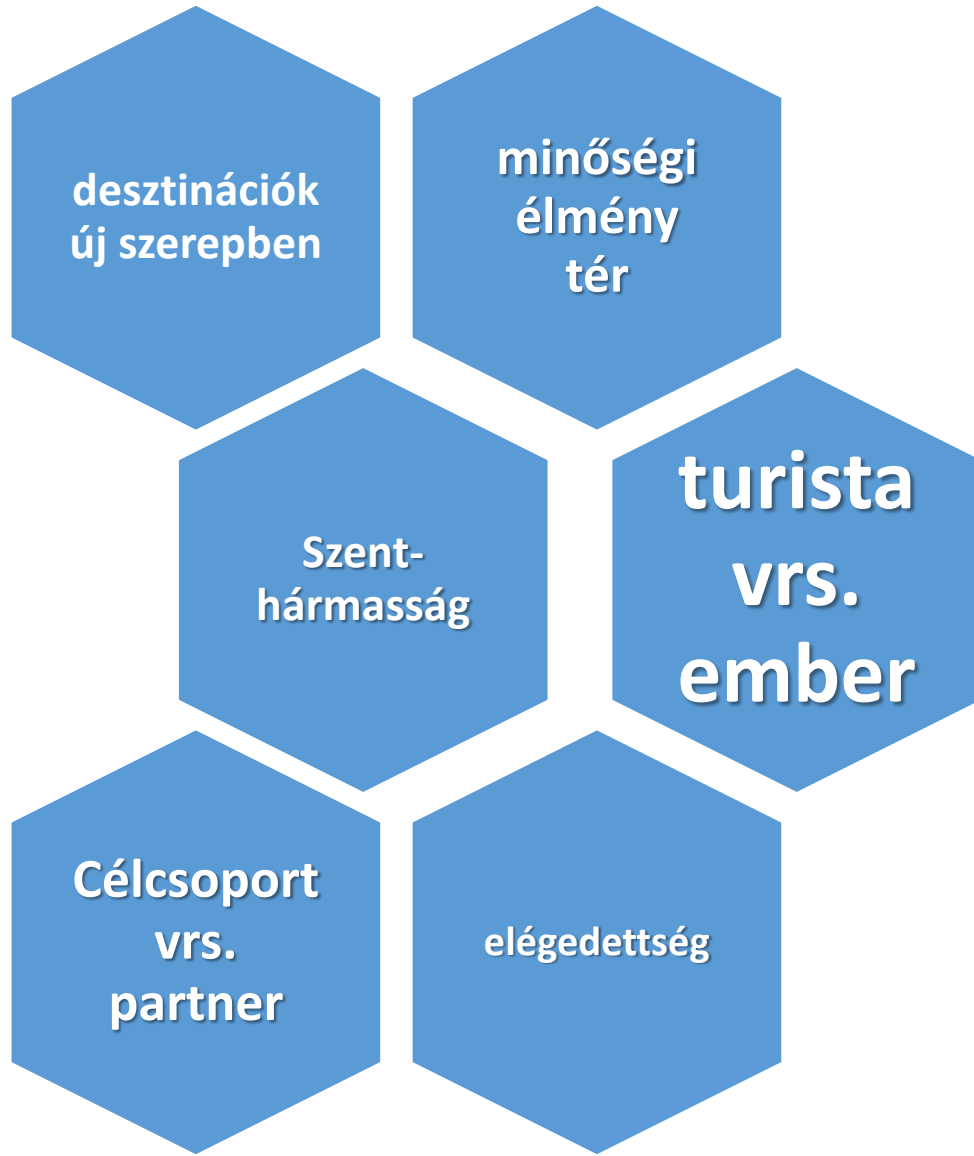 desztinációk
új szerepben
minőségi
élmény
tér
Szent-
hármasság
turista
vrs.
ember
Célcsoport
vrs.
partner
elégedettség